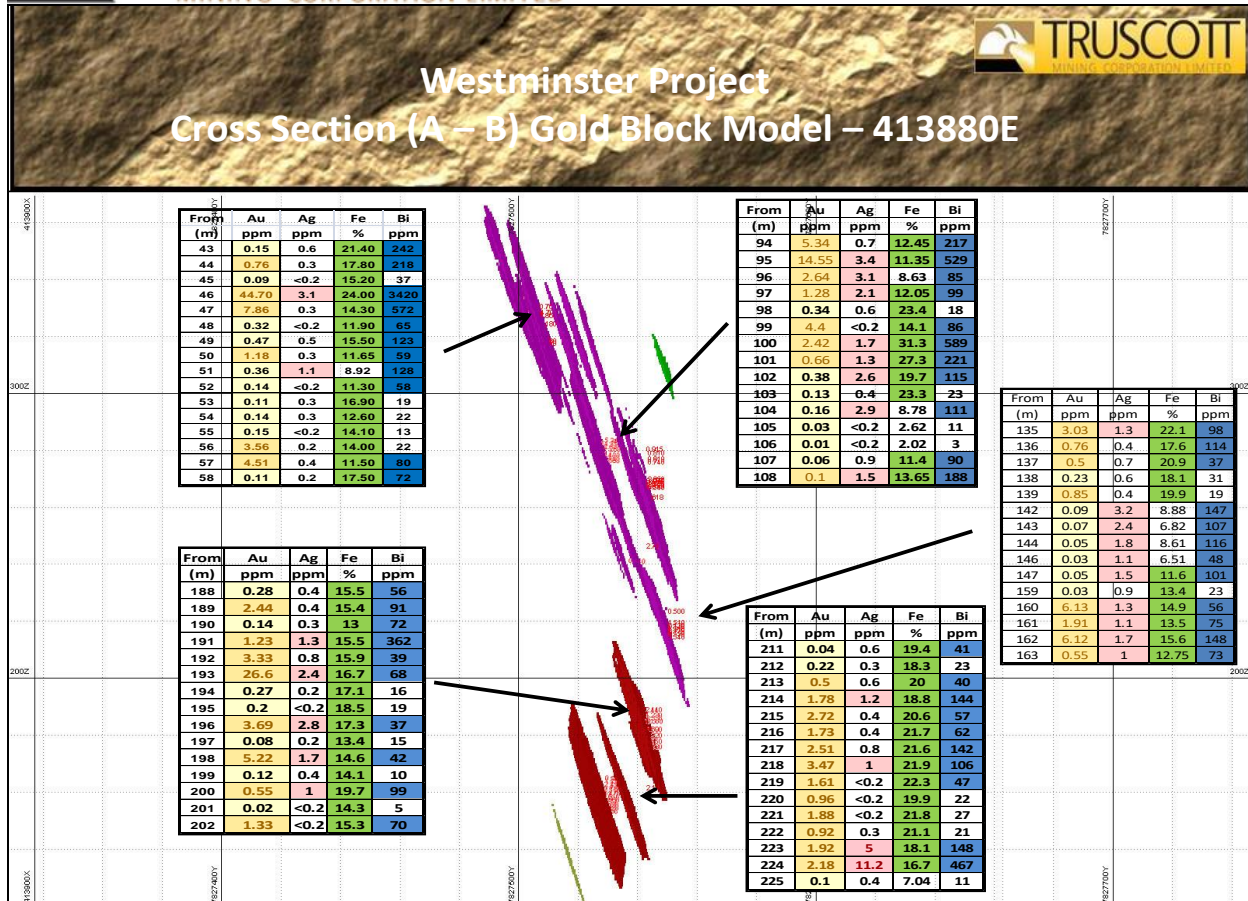 MINING CORPORATION LIMITED
TRUSCOTT
MINING CORPORATION LIMITED
Westminster Project
Cross Section (A – B) Gold Block Model – 413880E
413900X
7827400Y
7827500Y
7827700Y
From Au Ag Fe Bi
(m) ppm ppm % ppm
43 0.15 0.6 21.40 242
44 0.76 0.3 17.80 218
45 0.09 <0.2 15.20 37
46 44.70 3.1 24.00 3420
47 7.86 0.3 14.30 572
48 0.32 <0.2 11.90 65
49 0.47 0.5 15.50 123
50 1.18 0.3 11.65 59
51 0.36 1.1 8.92 128
52 0.14 <0.2 11.30 58
53 0.11 0.3 16.90 19
54 0.14 0.3 12.60 22
55 0.15 <0.2 14.10 13
56 3.56 0.2 14.00 22
57 4.51 0.4 11.50 80
58 0.11 0.2 17.50 72
From Au Ag Fe Bi
(m) ppm ppm % ppm
94 5.34 0.7 12.45 217
95 14.55 3.4 11.35 529
96 2.64 3.1 8.63 85
97 1.28 2.1 12.05 99
98 0.34 0.6 23.4 18
99 4.4 <0.2 14.1 86
100 2.42 1.7 31.3 589
101 0.66 1.3 27.3 221
102 0.38 2.6 19.7 115
103 0.13 0.4 23.3 23
104 0.16 2.9 8.78 111
105 0.03 <0.2 2.62 11
106 0.01 <0.2 2.02 3
107 0.06 0.9 11.4 90
108 0.1 1.5 13.65 188
300Z
300Z
From Au Ag Fe Bi
(m) ppm ppm % ppm
135 3.03 1.3 22.1 98
136 0.76 0.4 17.6 114
137 0.5 0.7 20.9 37
138 0.23 0.6 18.1 31
139 0.85 0.4 19.9 19
142 0.09 3.2 8.88 147
143 0.07 2.4 6.82 107
144 0.05 1.8 8.61 116
146 0.03 1.1 6.51 48
147 0.05 1.5 11.6 101
159 0.03 0.9 13.4 23
160 6.13 1.3 14.9 56
161 1.91 1.1 13.5 75
162 6.12 1.7 15.6 148
163 0.55 1 12.75 73
200Z
200Z
From Au Ag Fe Bi
(m) ppm ppm % ppm
188 0.28 0.4 15.5 56
189 2.44 0.4 15.4 91
190 0.14 0.3 13 72
191 1.23 1.3 15.5 362
192 3.33 0.8 15.9 39
193 26.6 2.4 16.7 68
194 0.27 0.2 17.1 16
195 0.2 <0.2 18.5 19
196 3.69 2.8 17.3 37
197 0.08 0.2 13.4 15
198 5.22 1.7 14.6 42
199 0.12 0.4 14.1 10
200 0.55 1 19.7 99
201 0.02 <0.2 14.3 5
202 1.33 <0.2 15.3 70
From Au Ag Fe Bi
(m) ppm ppm % ppm
211 0.04 0.6 19.4 41
212 0.22 0.3 18.3 23
213 0.5 0.6 20 40
214 1.78 1.2 18.8 144
215 2.72 0.4 20.6 57
216 1.73 0.4 21.7 62
217 2.51 0.8 21.6 142
218 3.47 1 21.9 106
219 1.61 <0.2 22.3 47
220 0.96 <0.2 19.9 22
221 1.88 <0.2 21.8 27
222 0.92 0.3 21.1 21
223 1.92 5 18.1 148
224 2.18 11.2 16.7 467
225 0.1 0.4 7.04 11
0.500
413900X
7827400Y
7827500Y
7827700Y